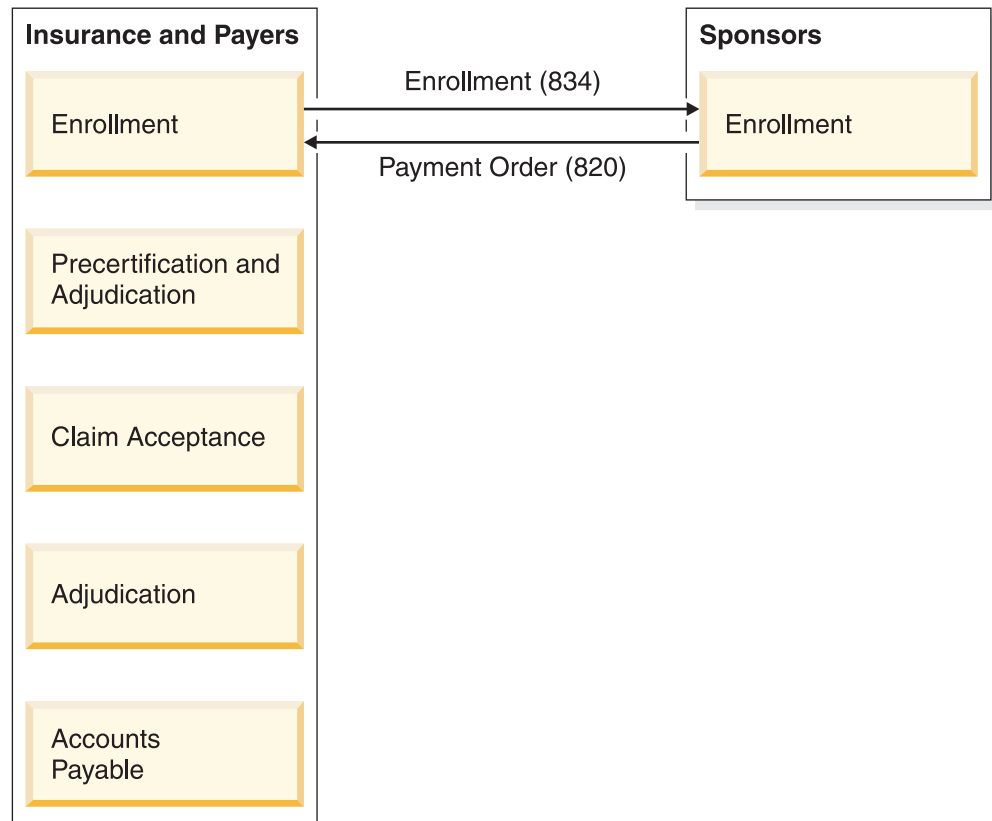 Insurance and Payers
Enrollment
Enrollment (834)
Payment Order (820)
Sponsors
Enrollment
Precertification and
Adjudication
Claim Acceptance
Adjudication
Accounts
Payable